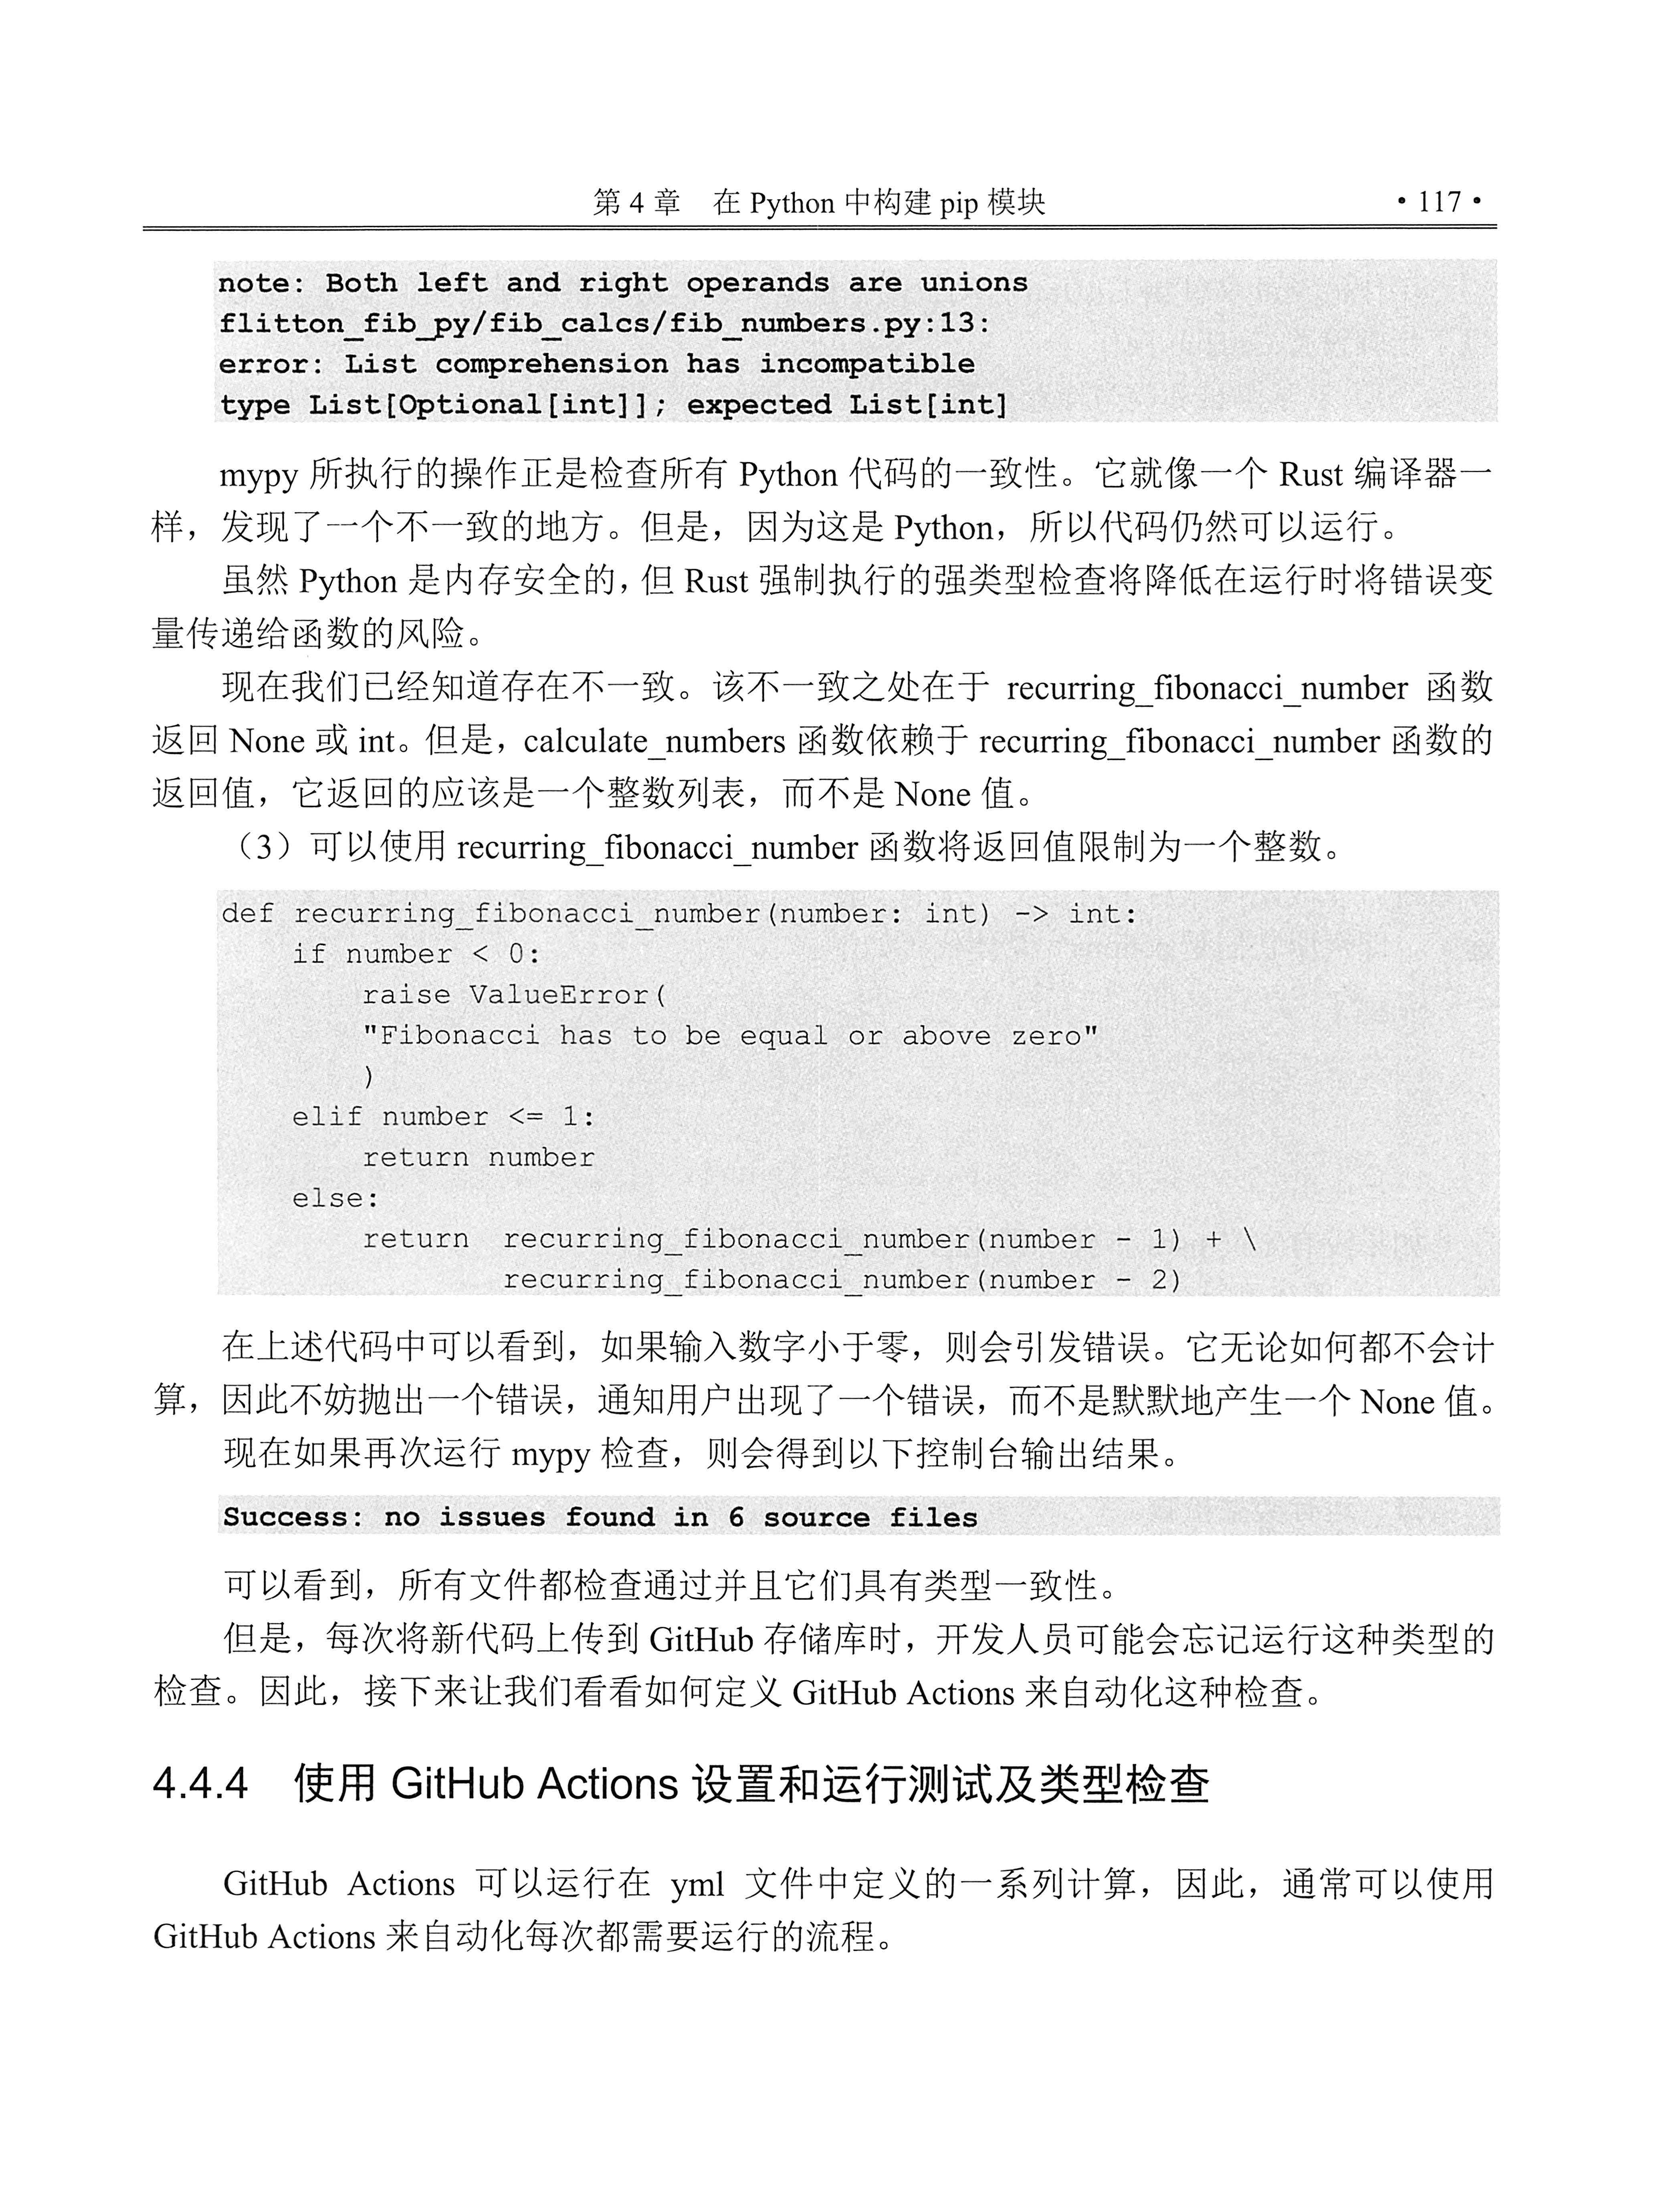 第 4 章　在 Python 中构建 pip 模块　• 117 •
note: Both left and right operands are unions
flitton_fib_py/fib_calcs/fib_numbers.py:13:
error: List comprehension has incompatible
type List[Optional[int]]; expected List[int]
mypy 所执行的操作正是检查所有 Python 代码的一致性。它就像一个 Rust 编译器一
样，发现了一个不一致的地方。但是，因为这是 Python，所以代码仍然可以运行。
虽然 Python 是内存安全的，但 Rust 强制执行的强类型检查将降低在运行时将错误变
量传递给函数的风险。
现在我们已经知道存在不一致。该不一致之处在于 recurring_fibonacci_number 函数
返回 None 或 int。但是，calculate_numbers 函数依赖于 recurring_fibonacci_number 函数的
返回值，它返回的应该是一个整数列表，而不是 None 值。
（3）可以使用 recurring_fibonacci_number 函数将返回值限制为一个整数。
def recurring_fibonacci_number(number: int) -> int:
    if number < 0:
        raise ValueError(
        "Fibonacci has to be equal or above zero"
        )
    elif number <= 1:
        return number
    else:
        return  recurring_fibonacci_number(number - 1) + \
                recurring_fibonacci_number(number - 2)
在上述代码中可以看到，如果输入数字小于零，则会引发错误。它无论如何都不会计
算，因此不妨抛出一个错误，通知用户出现了一个错误，而不是默默地产生一个 None 值。
现在如果再次运行 mypy 检查，则会得到以下控制台输出结果。
Success: no issues found in 6 source files
可以看到，所有文件都检查通过并且它们具有类型一致性。
但是，每次将新代码上传到 GitHub 存储库时，开发人员可能会忘记运行这种类型的
检查。因此，接下来让我们看看如何定义 GitHub Actions 来自动化这种检查。
4.4.4　使用 GitHub Actions 设置和运行测试及类型检查
GitHub Actions 可以运行在 yml 文件中定义的一系列计算，因此，通常可以使用
GitHub Actions 来自动化每次都需要运行的流程。